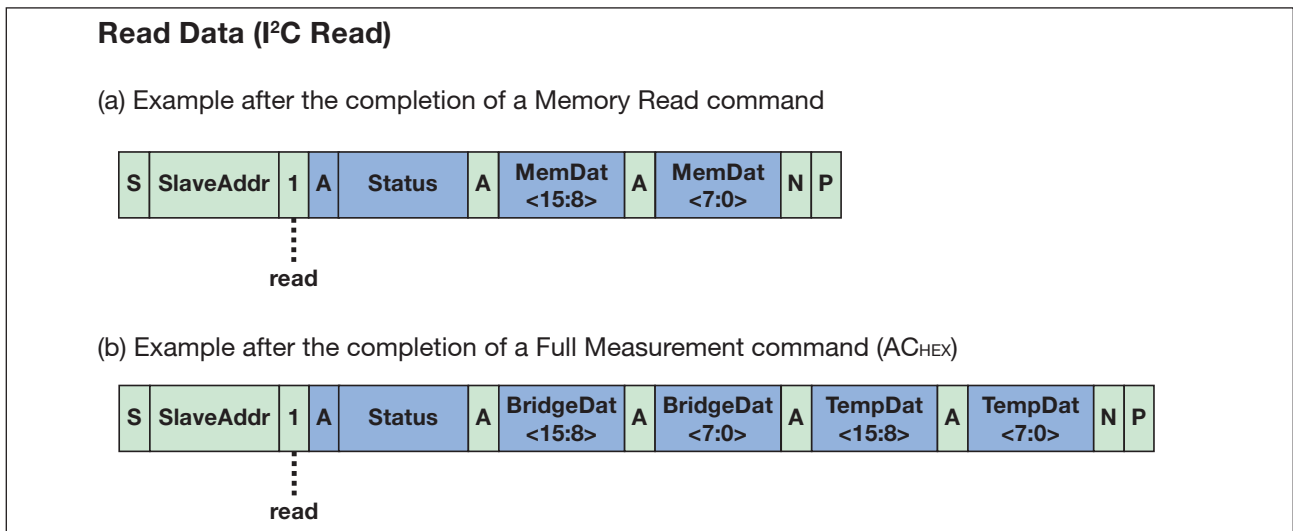 Read Data (I²C Read)
(a) Example after the completion of a Memory Read command
S SlaveAddr 1 A Status A MemDat <15:8> A MemDat <7:0> N P
read
(b) Example after the completion of a Full Measurement command (ACHEX)
S SlaveAddr 1 A Status A BridgeDat <15:8> A BridgeDat <7:0> A TempDat <15:8> A TempDat <7:0> N P
read